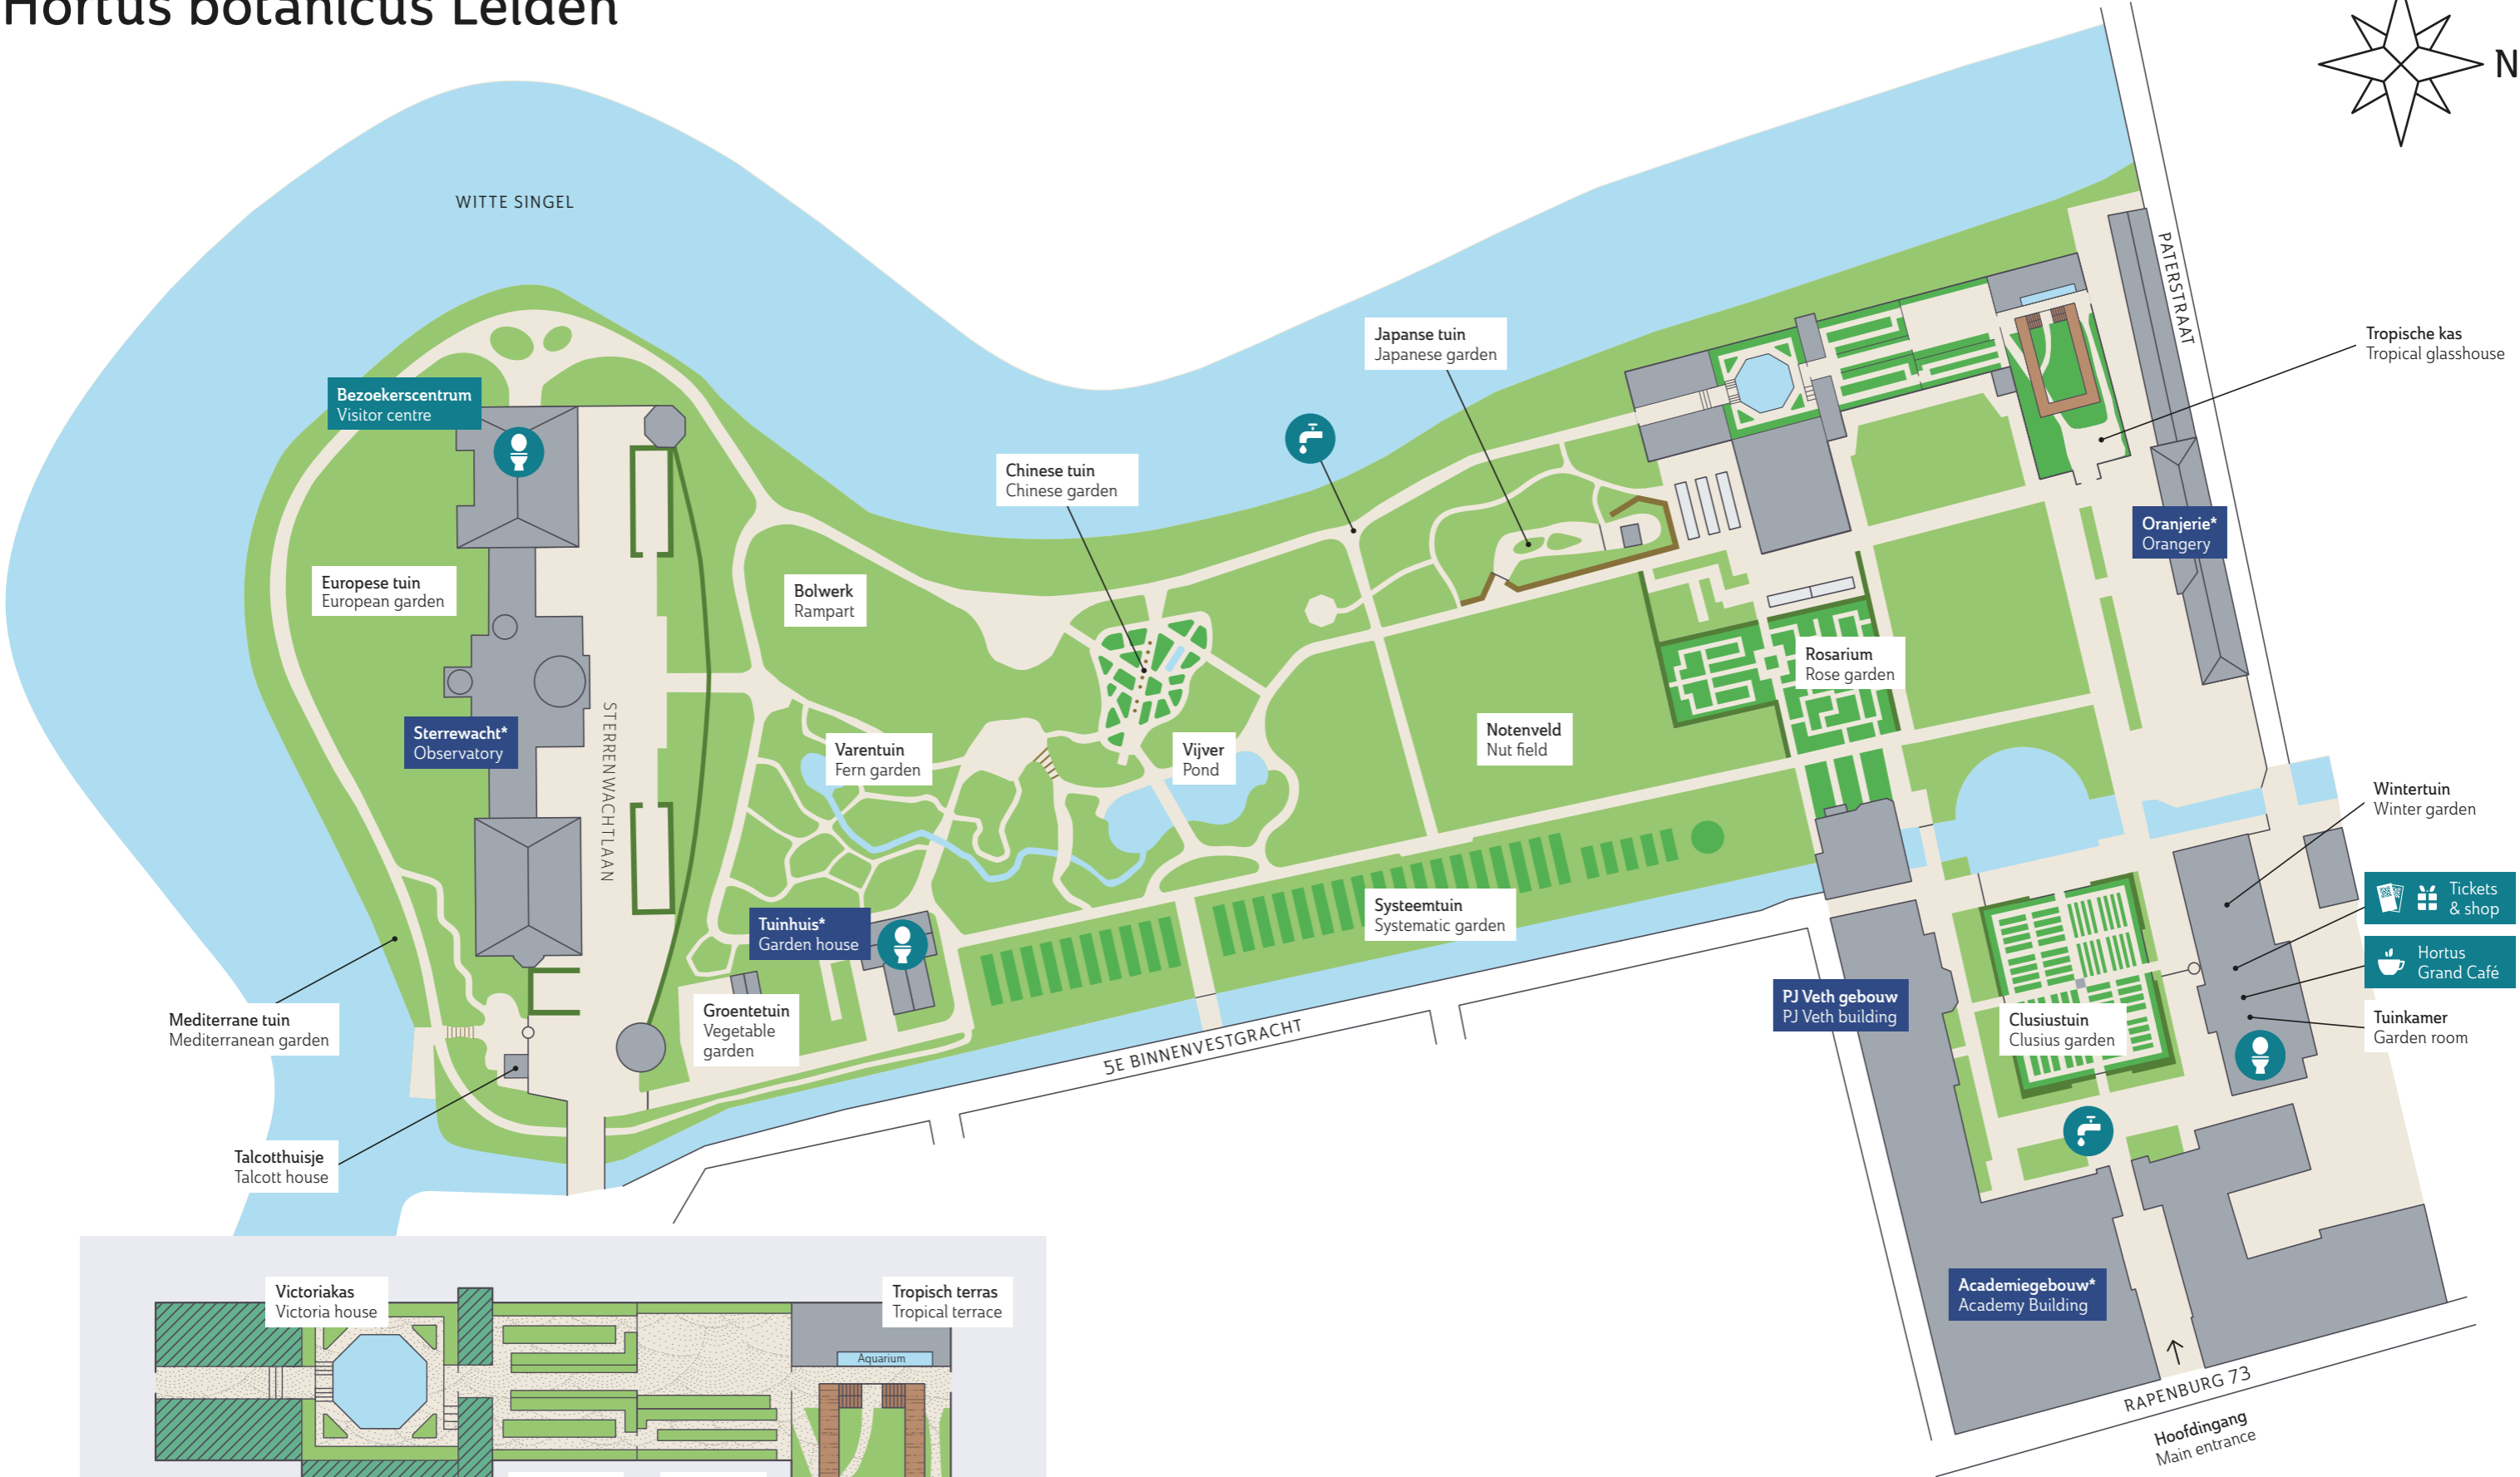 Hortus botanicus Leiden
N
WITTE SINGEL
PATERSTRAAT
Japanse tuin
Japanese garden
Tropische kas
Tropical glasshouse
Bezoekerscentrum
Visitor centre
Chinese tuin
Chinese garden
Oranjerie*
Orangery
Europese tuin
European garden
Bolwerk
Rampart
Rosarium
Rose garden
Sterrewacht*
Observatory
STERRENWACHTLAAN
Varentuin
Fern garden
Vijver
Pond
Notenveld
Nut field
Wintertuin
Winter garden
Tickets
& shop
Hortus
Grand Café
Tuinkamer
Garden room
Tuinhuis*
Garden house
Systeemtuin
Systematic garden
PJ Veth gebouw
PJ Veth building
Clusiustuin
Clusius garden
Mediterrane tuin
Mediterranean garden
Groentetuin
Vegetable
garden
5E BINNENVESTGRACHT
Talcotthuisje
Talcott house
Academiegebouw*
Academy Building
RAPENBURG 73
Hoofdingang
Main entrance
Victoriakas
Victoria house
Tropisch terras
Tropical terrace
Aquarium